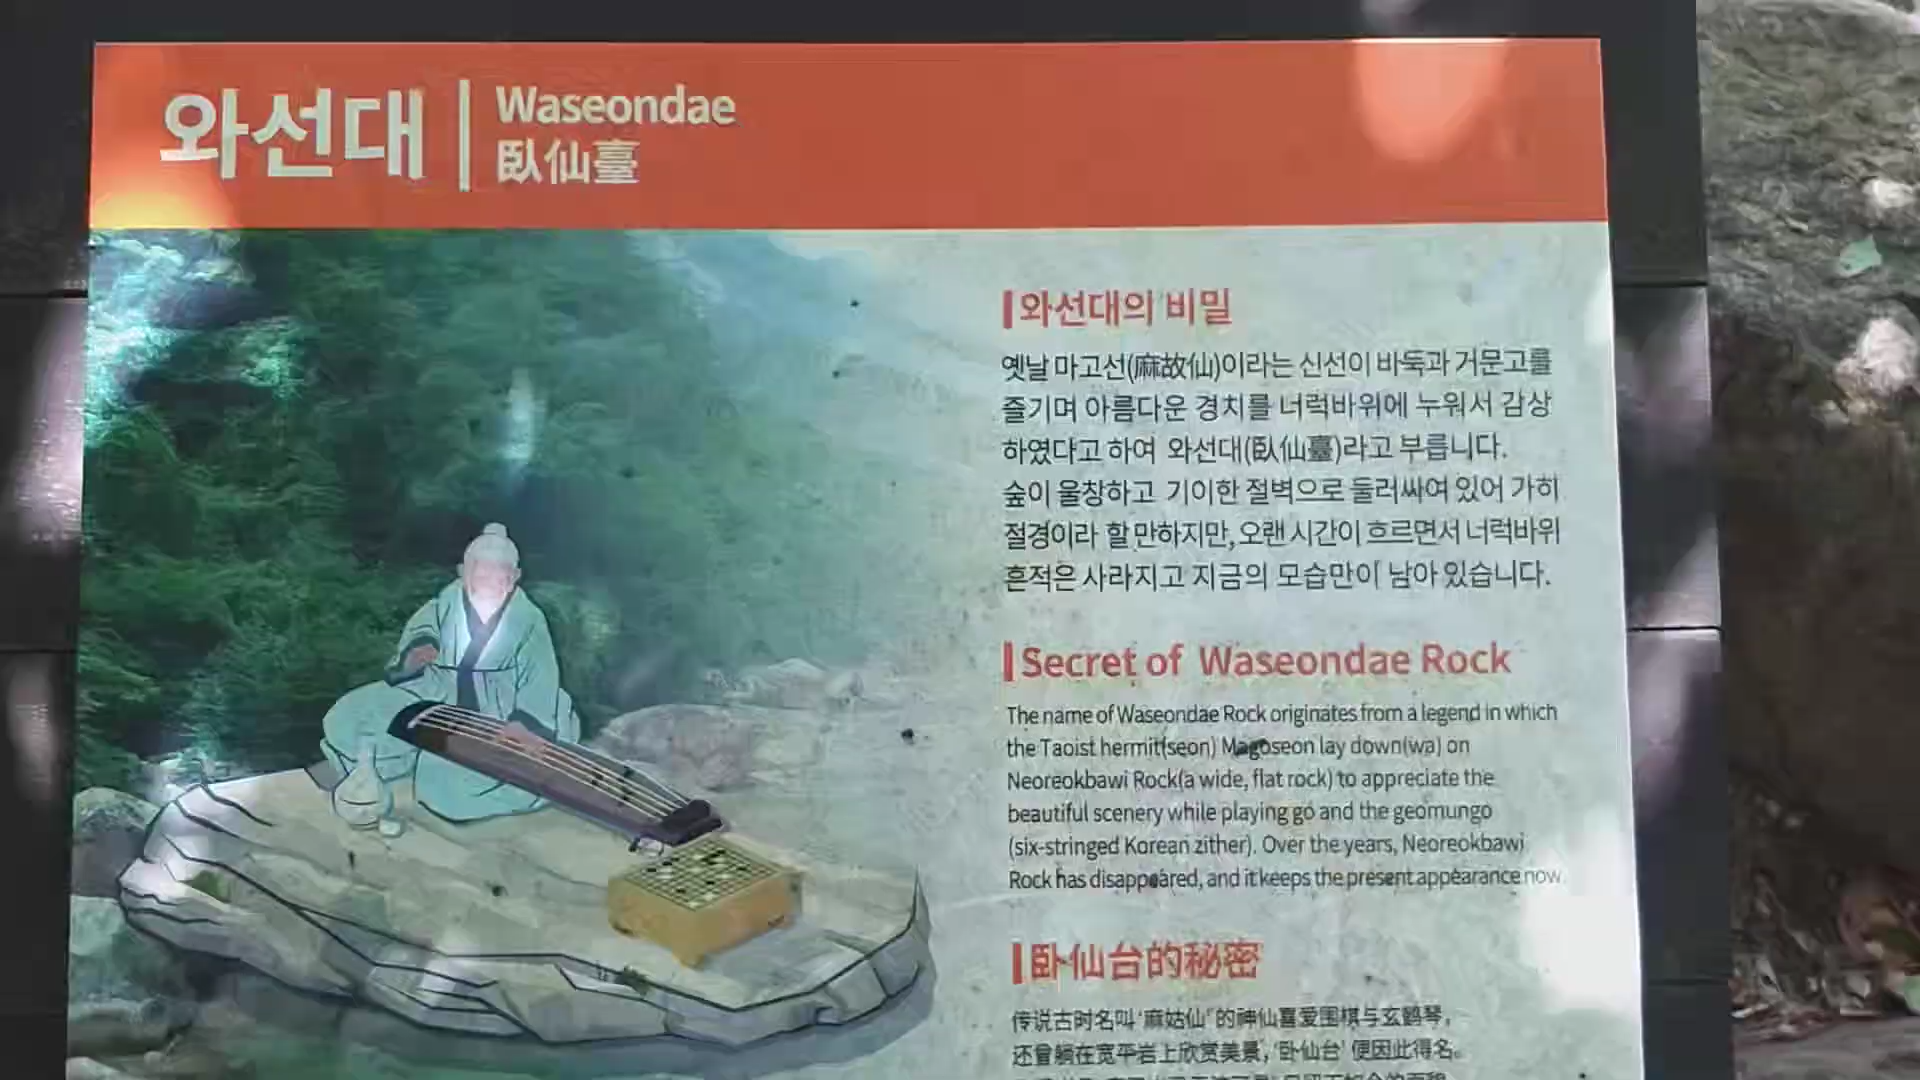 와선대
Waseondae
臥仙臺
와선대의 비밀
옛날 마고선(麻故仙)이라는 신선이 바둑과 거문고를
즐기며 아름다운 경치를 너럭바위에 누워서 감상
하였다고 하여 와선대(臥仙臺)라고 부릅니다.
숲이 울창하고 기이한 절벽으로 둘러싸여 있어 가히
절경이라 할 만하지만, 오랜 시간이 흐르면서 너럭바위
흔적은 사라지고 지금의 모습만이 남아 있습니다.
Secret of Waseondae Rock
The name of Waseondae Rock originates from a legend in which
the Taoist hermit(seon) Magoseon lay down(wa) on
Neoreokbawi Rock(a wide, flat rock) to appreciate the
beautiful scenery while playing go and the geomungo
(six-stringed Korean zither). Over the years, Neoreokbawi
Rock has disappeared, and it keeps the present appearance now.
卧仙台的秘密
传说古时名叫'麻姑仙'的神仙喜爱围棋与玄鹤琴，
还曾躺在宽平岩上欣赏美景，'卧仙台' 便因此得名。